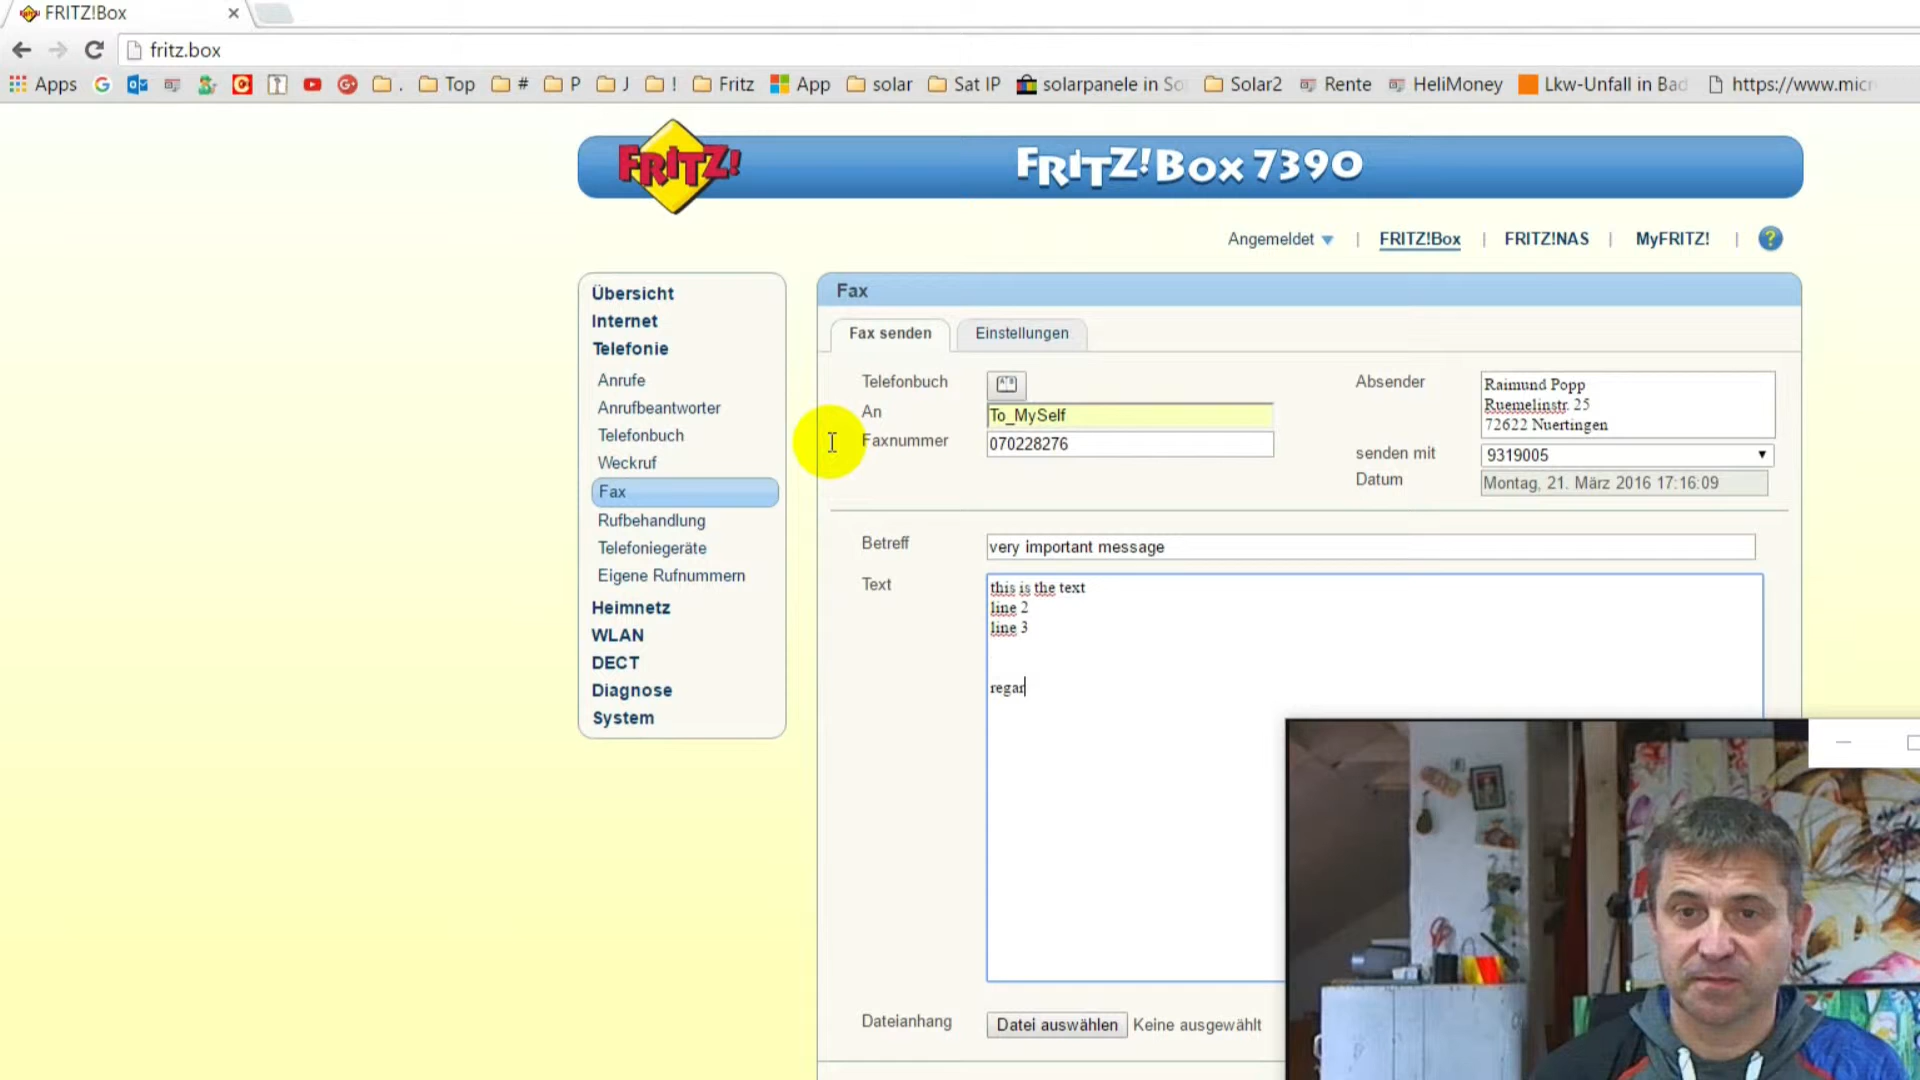 FRITZ!Box
fritz.box
Apps
.
Top
#
P
J
!
Fritz
App
solar
Sat IP
solarpanele in So
Solar2
Rente
HeliMoney
Lkw-Unfall in Bad
https://www.micr
FRITZ!
FRITZ!Box 7390
Angemeldet | FRITZ!Box | FRITZ!NAS | MyFRITZ! | ?
Übersicht
Internet
Telefonie
Anrufe
Anrufbeantworter
Telefonbuch
Weckruf
Fax
Rufbehandlung
Telefoniegeräte
Eigene Rufnummern
Heimnetz
WLAN
DECT
Diagnose
System
Fax
Fax senden
Einstellungen
Telefonbuch
An To_MySelf
Faxnummer 070228276
Absender Raimund Popp
Ruemelinstr. 25
72622 Nuertingen
senden mit 9319005
Datum Montag, 21. März 2016 17:16:09
Betreff very important message
Text this is the text
line 2
line 3
regar
Dateianhang Datei auswählen Keine ausgewählt